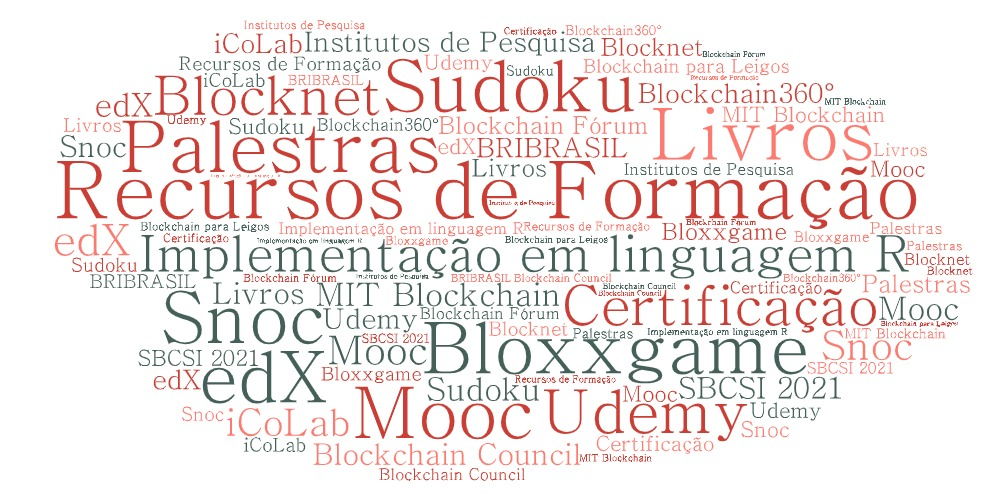 Institutos de Pesquisa
Certificação
Blockchain360°
iCoLab
Institutos de Pesquisa
Blocknet
Blockchain Fórum
Recursos de Formação
Udemy
Sudoku
Blockchain para Leigos
iCoLab
BRIBRASIL
Sudoku
Recursos de Formação
edX
Blocknet
Blockchain360°
MIT Blockchain
Livros
Udemy
Sudoku
Blockchain360°
Blockchain Fórum
Livros
MIT Blockchain
Snoc
Palestras
edX
BRIBRASIL
Livros
Livros
Institutos de Pesquisa
Mooc
Recursos de Formação
Institutos de Pesquisa
Blockchain para Leigos
Implementação em linguagem R
Recursos de Formação
Blockchain Fórum
Bloxxgame
Palestras
edX
Certificação
Implementação em linguagem R
Bloxxgame
Blockchain para Leigos
Bloxxgame
Palestras
Sudoku
Implementação em linguagem R
Blocknet
Blocknet
BRIBRASIL
Blockchain Fórum
Institutos de Pesquisa
BRIBRASIL
Blockchain Council
Blockchain360°
Palestras
Snoc
Livros
MIT Blockchain
Blockchain Council
Blockchain Council
Certificação
Certificação
Mooc
Udemy
Blockchain Fórum
Blocknet
Palestras
Implementação em linguagem R
Blockchain para Leigos
MIT Blockchain
SBCSI 2021
Mooc
Bloxxgame
Snoc
SBCSI 2021
edX
edX
Bloxxgame
Sudoku
Recursos de Formação
Mooc
SBCSI 2021
SBCSI 2021
Snoc
iCoLab
Mooc
Udemy
Udemy
Snoc
iCoLab
Certificação
Blockchain Council
MIT Blockchain
Blockchain Council